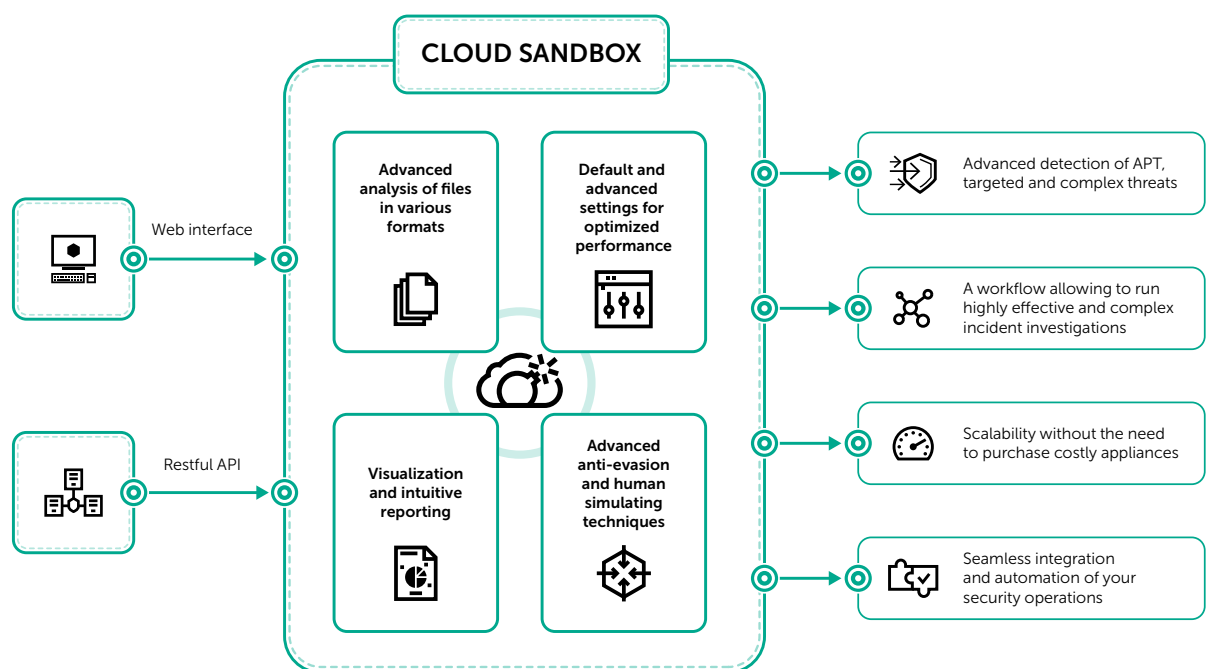 CLOUD SANDBOX
Web interface
Restful API
Advanced
analysis of files
in various
formats
Default and
advanced
settings for
optimized
performance
Visualization
and intuitive
reporting
Advanced
anti-evasion
and human
simulating
techniques
Advanced detection of APT,
targeted and complex threats
A workflow allowing to run
highly effective and complex
incident investigations
Scalability without the need
to purchase costly appliances
Seamless integration
and automation of your
security operations